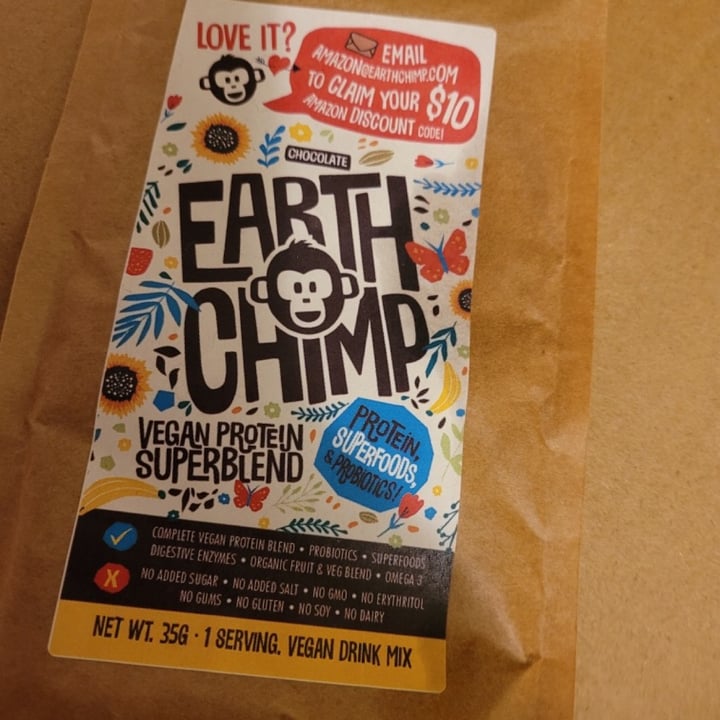 LOVE IT?
EMAIL
AMAZON@EARTHCHIMP.COM
TO CLAIM YOUR $10
AMAZON DISCOUNT CODE!
CHOCOLATE
EARTH
CHIMP
VEGAN PROTEIN
SUPERBLEND
PROTEIN,
SUPERFOODS,
& PROBIOTICS!
COMPLETE VEGAN PROTEIN BLEND • PROBIOTICS • SUPERFOODS
DIGESTIVE ENZYMES • ORGANIC FRUIT & VEG BLEND • OMEGA 3
X
NO ADDED SUGAR • NO ADDED SALT • NO GMO • NO ERYTHRITOL
NO GUMS • NO GLUTEN • NO SOY • NO DAIRY
NET WT. 35G · 1 SERVING. VEGAN DRINK MIX